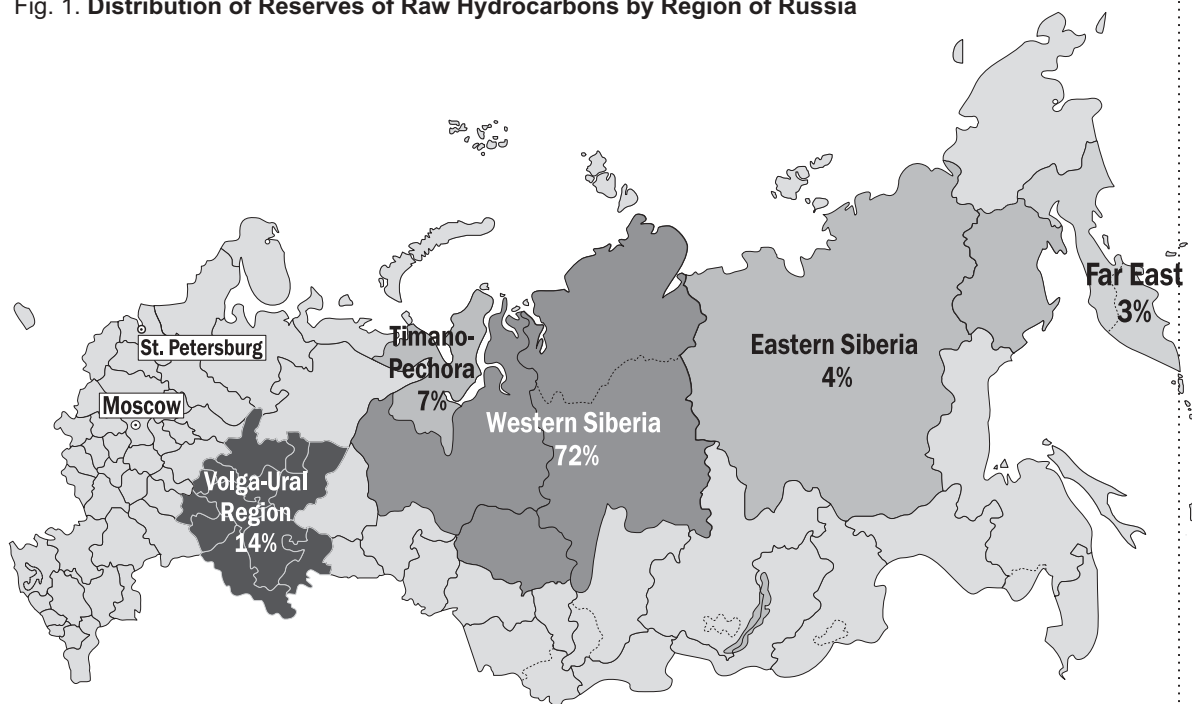 Fig. 1. Distribution of Reserves of Raw Hydrocarbons by Region of Russia
Far East
3%
Timano-
Pechora
7%
St. Petersburg
Eastern Siberia
4%
Moscow
Western Siberia
72%
Volga-Ural
Region
14%